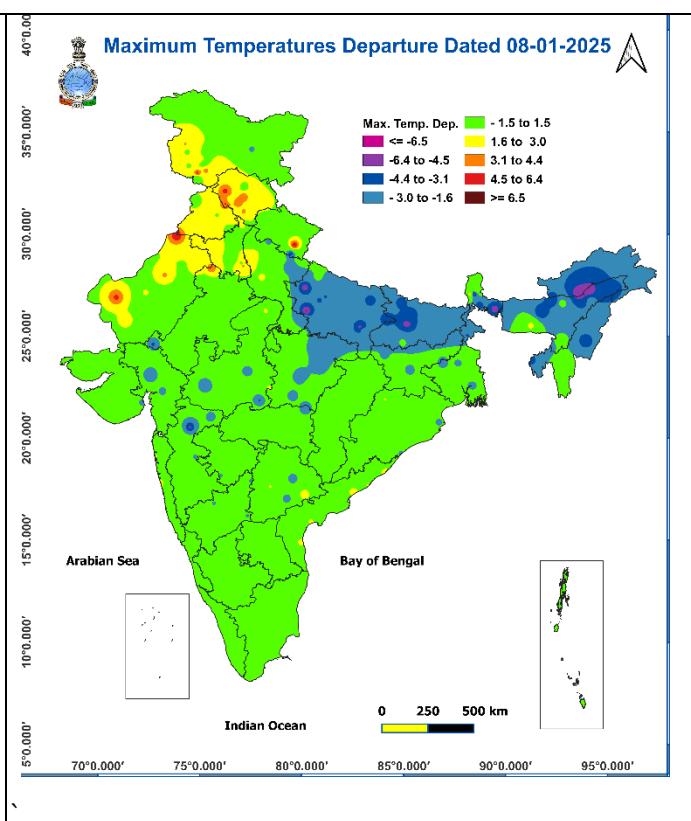 Maximum Temperatures Departure Dated 08-01-2025
Max. Temp. Dep.
<= -6.5
-6.4 to -4.5
-4.4 to -3.1
- 3.0 to -1.6
- 1.5 to 1.5
1.6 to 3.0
3.1 to 4.4
4.5 to 6.4
>= 6.5
40°0.00
35°0.000'
30°0.000'
25°0.000'
20°0.000'
15°0.000'
10°0.000'
5°0.000'
Arabian Sea
Bay of Bengal
Indian Ocean
0 250 500 km
70°0.000' 75°0.000' 80°0.000' 85°0.000' 90°0.000' 95°0.000'
`